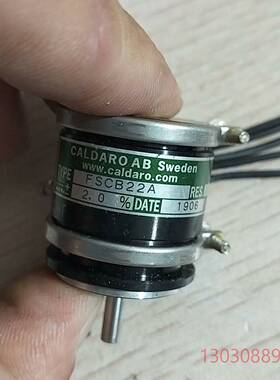 CALDARO AB Sweden
www.caldaro.com
TYPE FSCB22A RES.
2.0 % DATE 1906
13030889